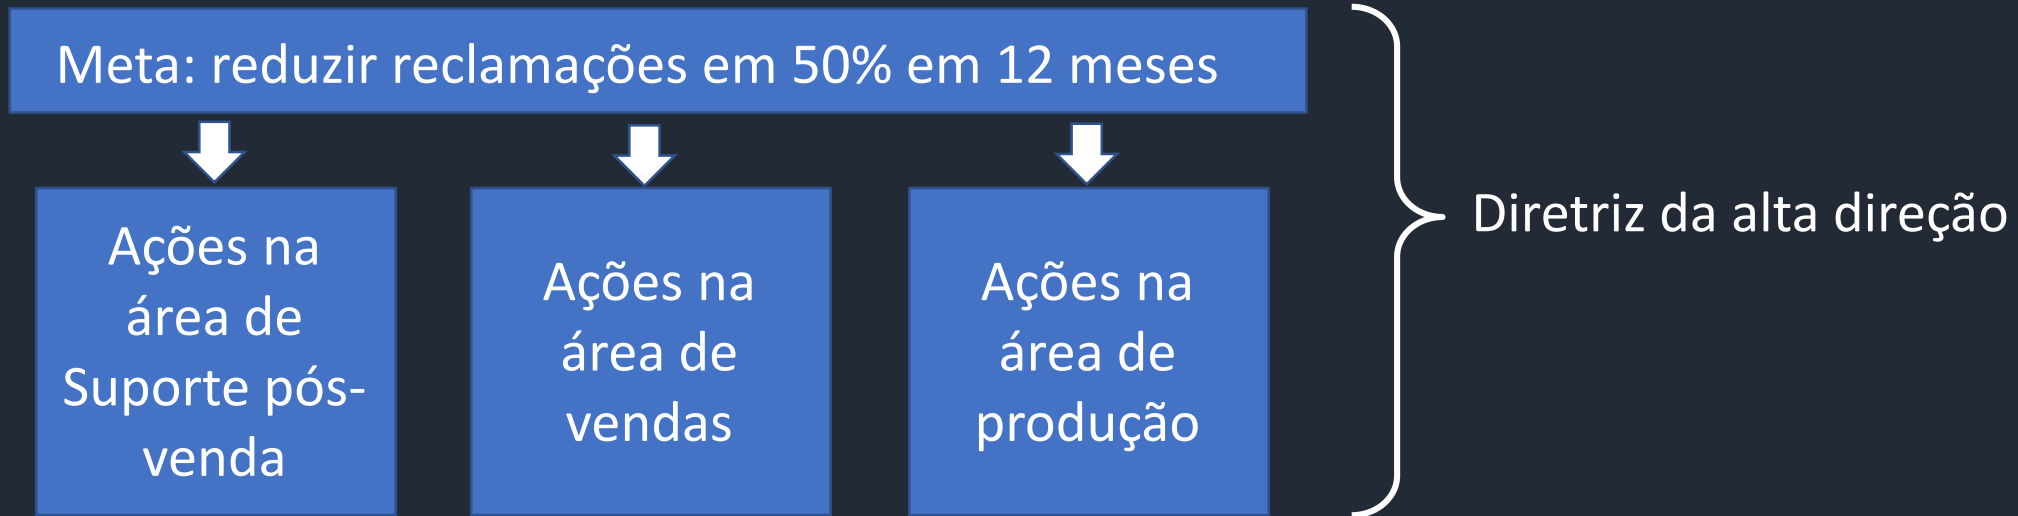 Meta: reduzir reclamações em 50% em 12 meses
Ações na
área de
Suporte pós-
venda
Ações na
área de
vendas
Ações na
área de
produção
Diretriz da alta direção